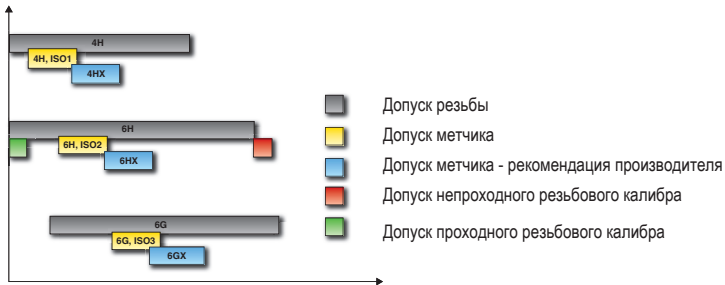 4H
4H, ISO1
4HX
6H
6H, ISO2
6HX
6G
6G, ISO3
6GX
Допуск резьбы
Допуск метчика
Допуск метчика - рекомендация производителя
Допуск непроходного резьбового калибра
Допуск проходного резьбового калибра